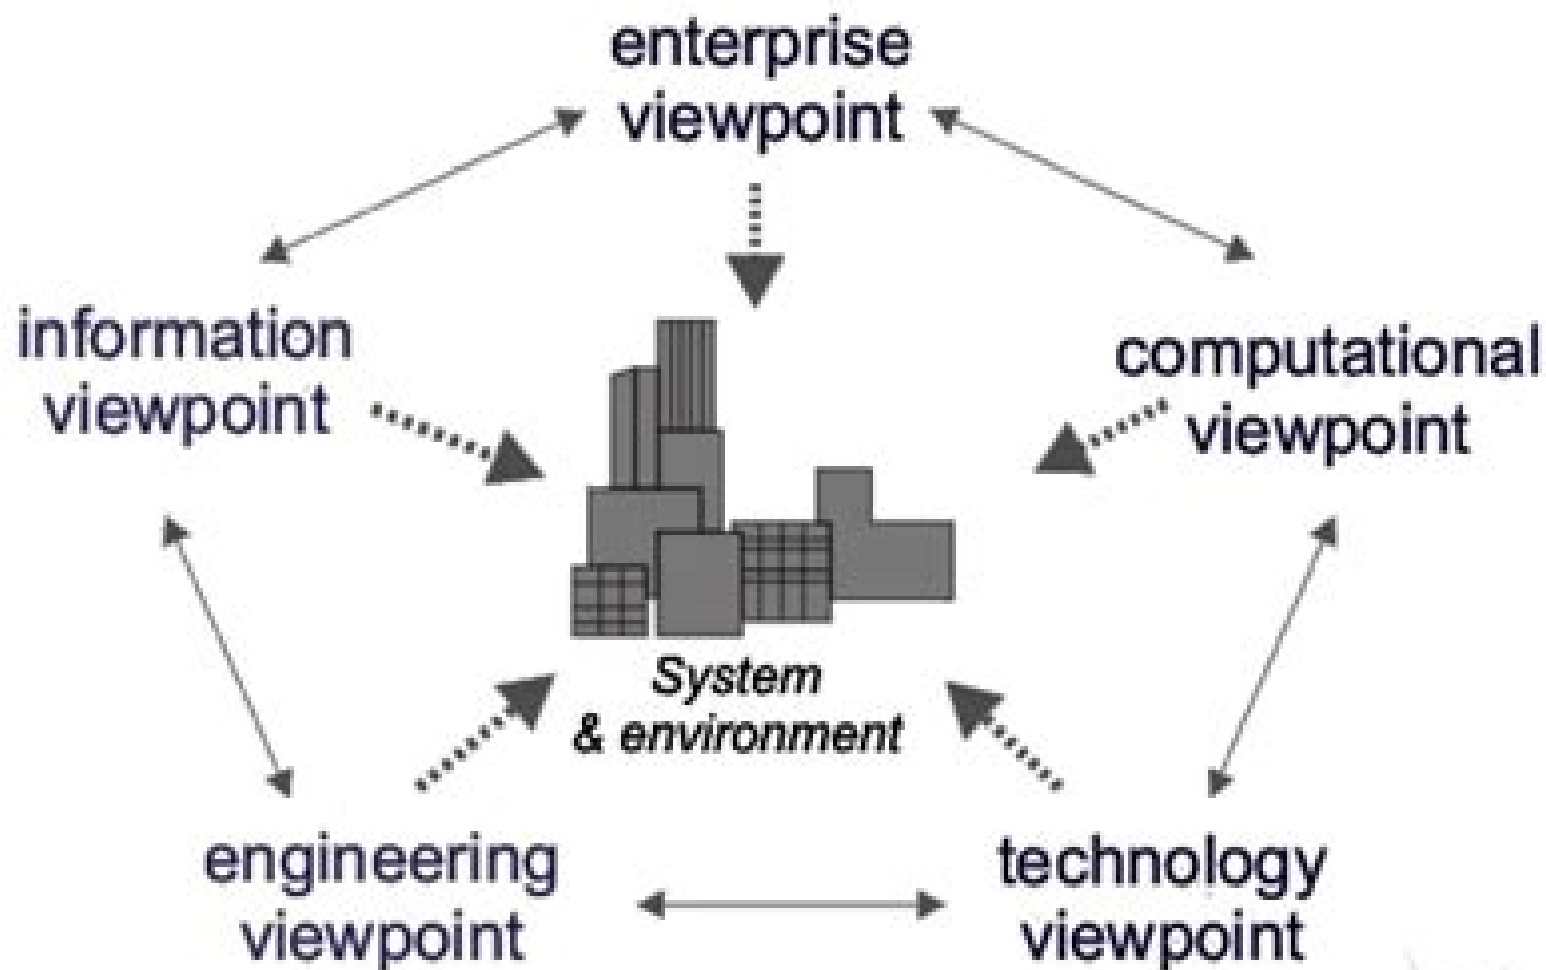 enterprise
viewpoint
information
viewpoint
computational
viewpoint
System
& environment
engineering
viewpoint
technology
viewpoint